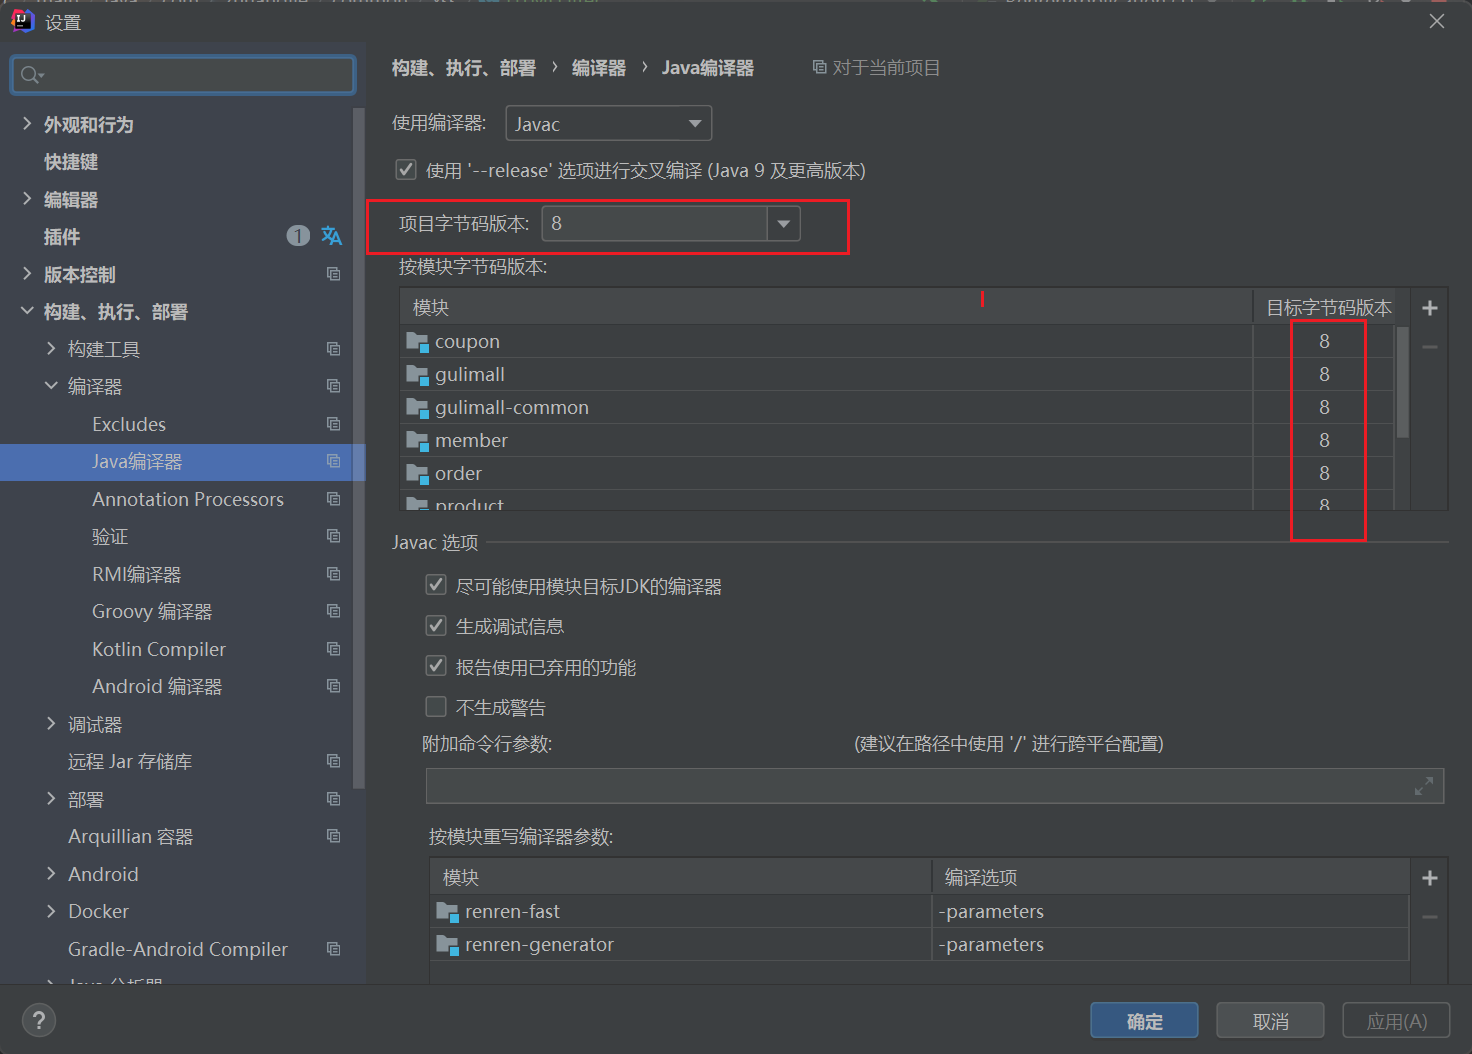 设置
构建、执行、部署 › 编译器 › Java编译器 对于当前项目
使用编译器: Javac
使用 '--release' 选项进行交叉编译 (Java 9 及更高版本)
项目字节码版本: 8
按模块字节码版本:
模块 目标字节码版本
coupon 8
gulimall 8
gulimall-common 8
member 8
order 8
product 8
Javac 选项
尽可能使用模块目标JDK的编译器
生成调试信息
报告使用已弃用的功能
不生成警告
附加命令行参数: (建议在路径中使用 '/' 进行跨平台配置)
按模块重写编译器参数:
模块 编译选项
renren-fast -parameters
renren-generator -parameters
外观和行为
快捷键
编辑器
插件 1
版本控制
构建、执行、部署
构建工具
编译器
Excludes
Java编译器
Annotation Processors
验证
RMI编译器
Groovy 编译器
Kotlin Compiler
Android 编译器
调试器
远程 Jar 存储库
部署
Arquillian 容器
Android
Docker
Gradle-Android Compiler
Java 分析器
?
确定 取消 应用(A)